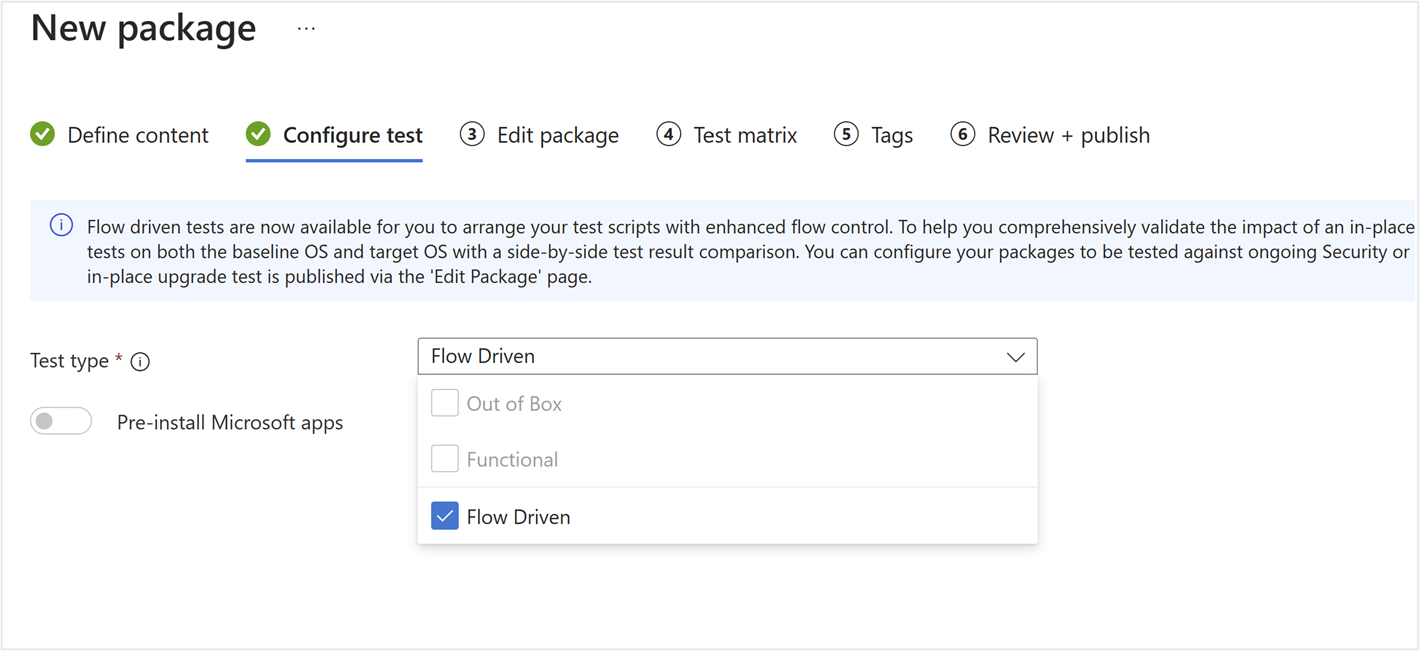 New package ...
Define content Configure test 3 Edit package 4 Test matrix 5 Tags 6 Review + publish
Flow driven tests are now available for you to arrange your test scripts with enhanced flow control. To help you comprehensively validate the impact of an in-place
tests on both the baseline OS and target OS with a side-by-side test result comparison. You can configure your packages to be tested against ongoing Security or
in-place upgrade test is published via the 'Edit Package' page.
Test type * Flow Driven
Out of Box
Pre-install Microsoft apps
Functional
Flow Driven